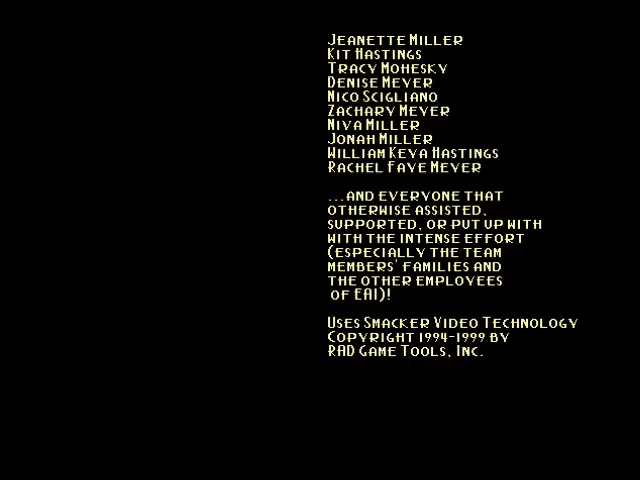 Jeanette Miller
Kit Hastings
Tracy Mohesky
Denise Meyer
Nico Scigliano
Zachary Meyer
Niva Miller
Jonah Miller
William Keva Hastings
Rachel Faye Meyer
...and everyone that
otherwise assisted,
supported, or put up with
with the intense effort
(especially the team
members' families and
the other employees
of EAI)!
Uses Smacker Video Technology
Copyright 1994-1999 by
RAD Game Tools, Inc.